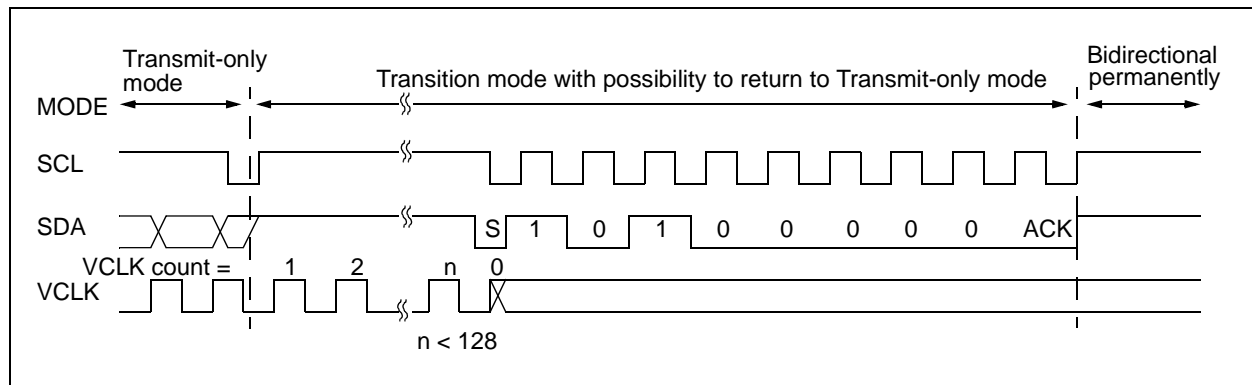 Transmit-only
mode
Transition mode with possibility to return to Transmit-only mode
Bidirectional
permanently
MODE
SCL
SDA
S 1 0 1 0 0 0 0 0 ACK
VCLK count = 1 2 n 0
VCLK
n < 128